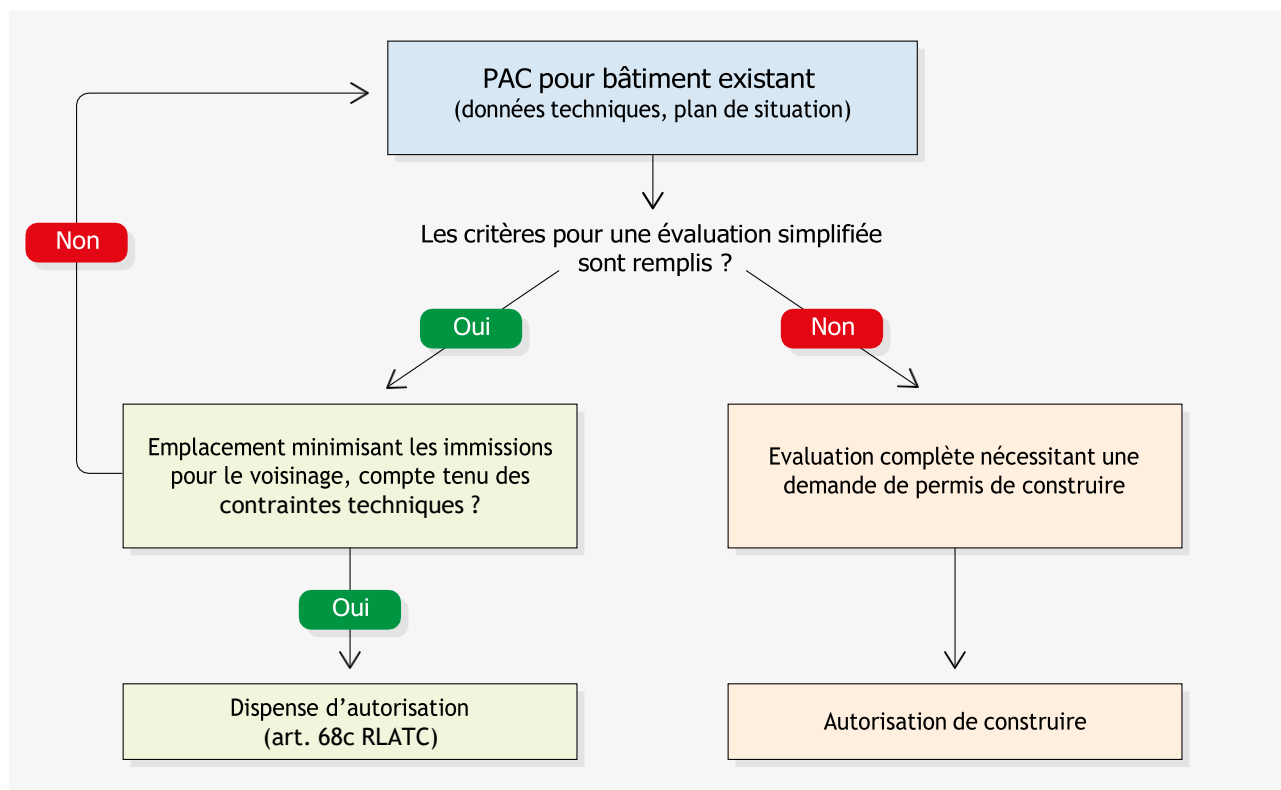 PAC pour bâtiment existant
(données techniques, plan de situation)
Non
Les critères pour une évaluation simplifiée
sont remplis ?
Oui
Non
Emplacement minimisant les immissions
pour le voisinage, compte tenu des
contraintes techniques ?
Evaluation complète nécessitant une
demande de permis de construire
Oui
Dispense d’autorisation
(art. 68c RLATC)
Autorisation de construire